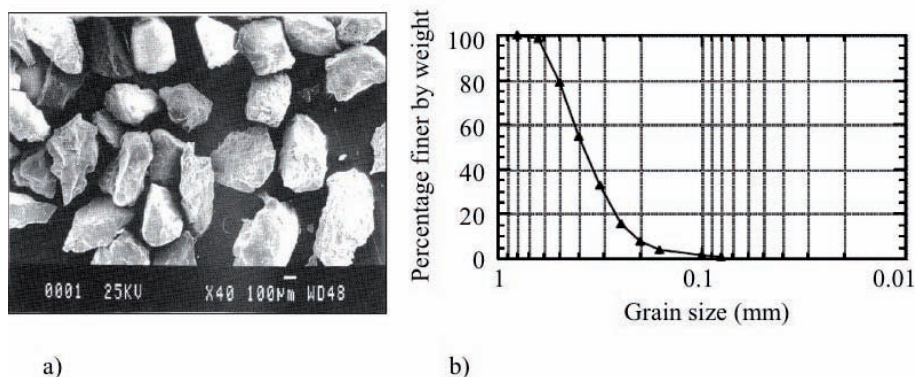 0001 25KV X40 100μm WD48
a)
Percentage finer by weight
100
80
60
40
20
0
1 0.1 0.01
Grain size (mm)
b)